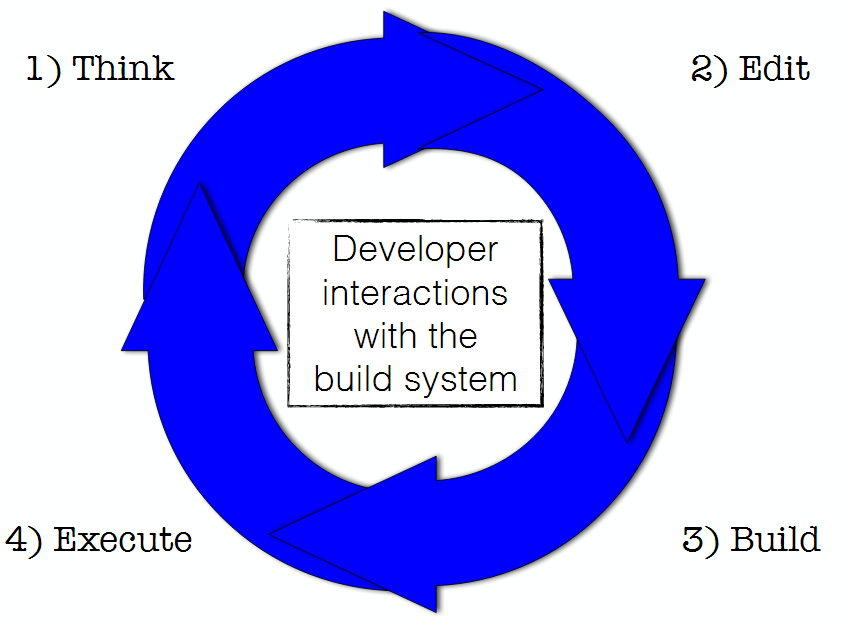 1) Think
2) Edit
Developer
interactions
with the
build system
4) Execute
3) Build